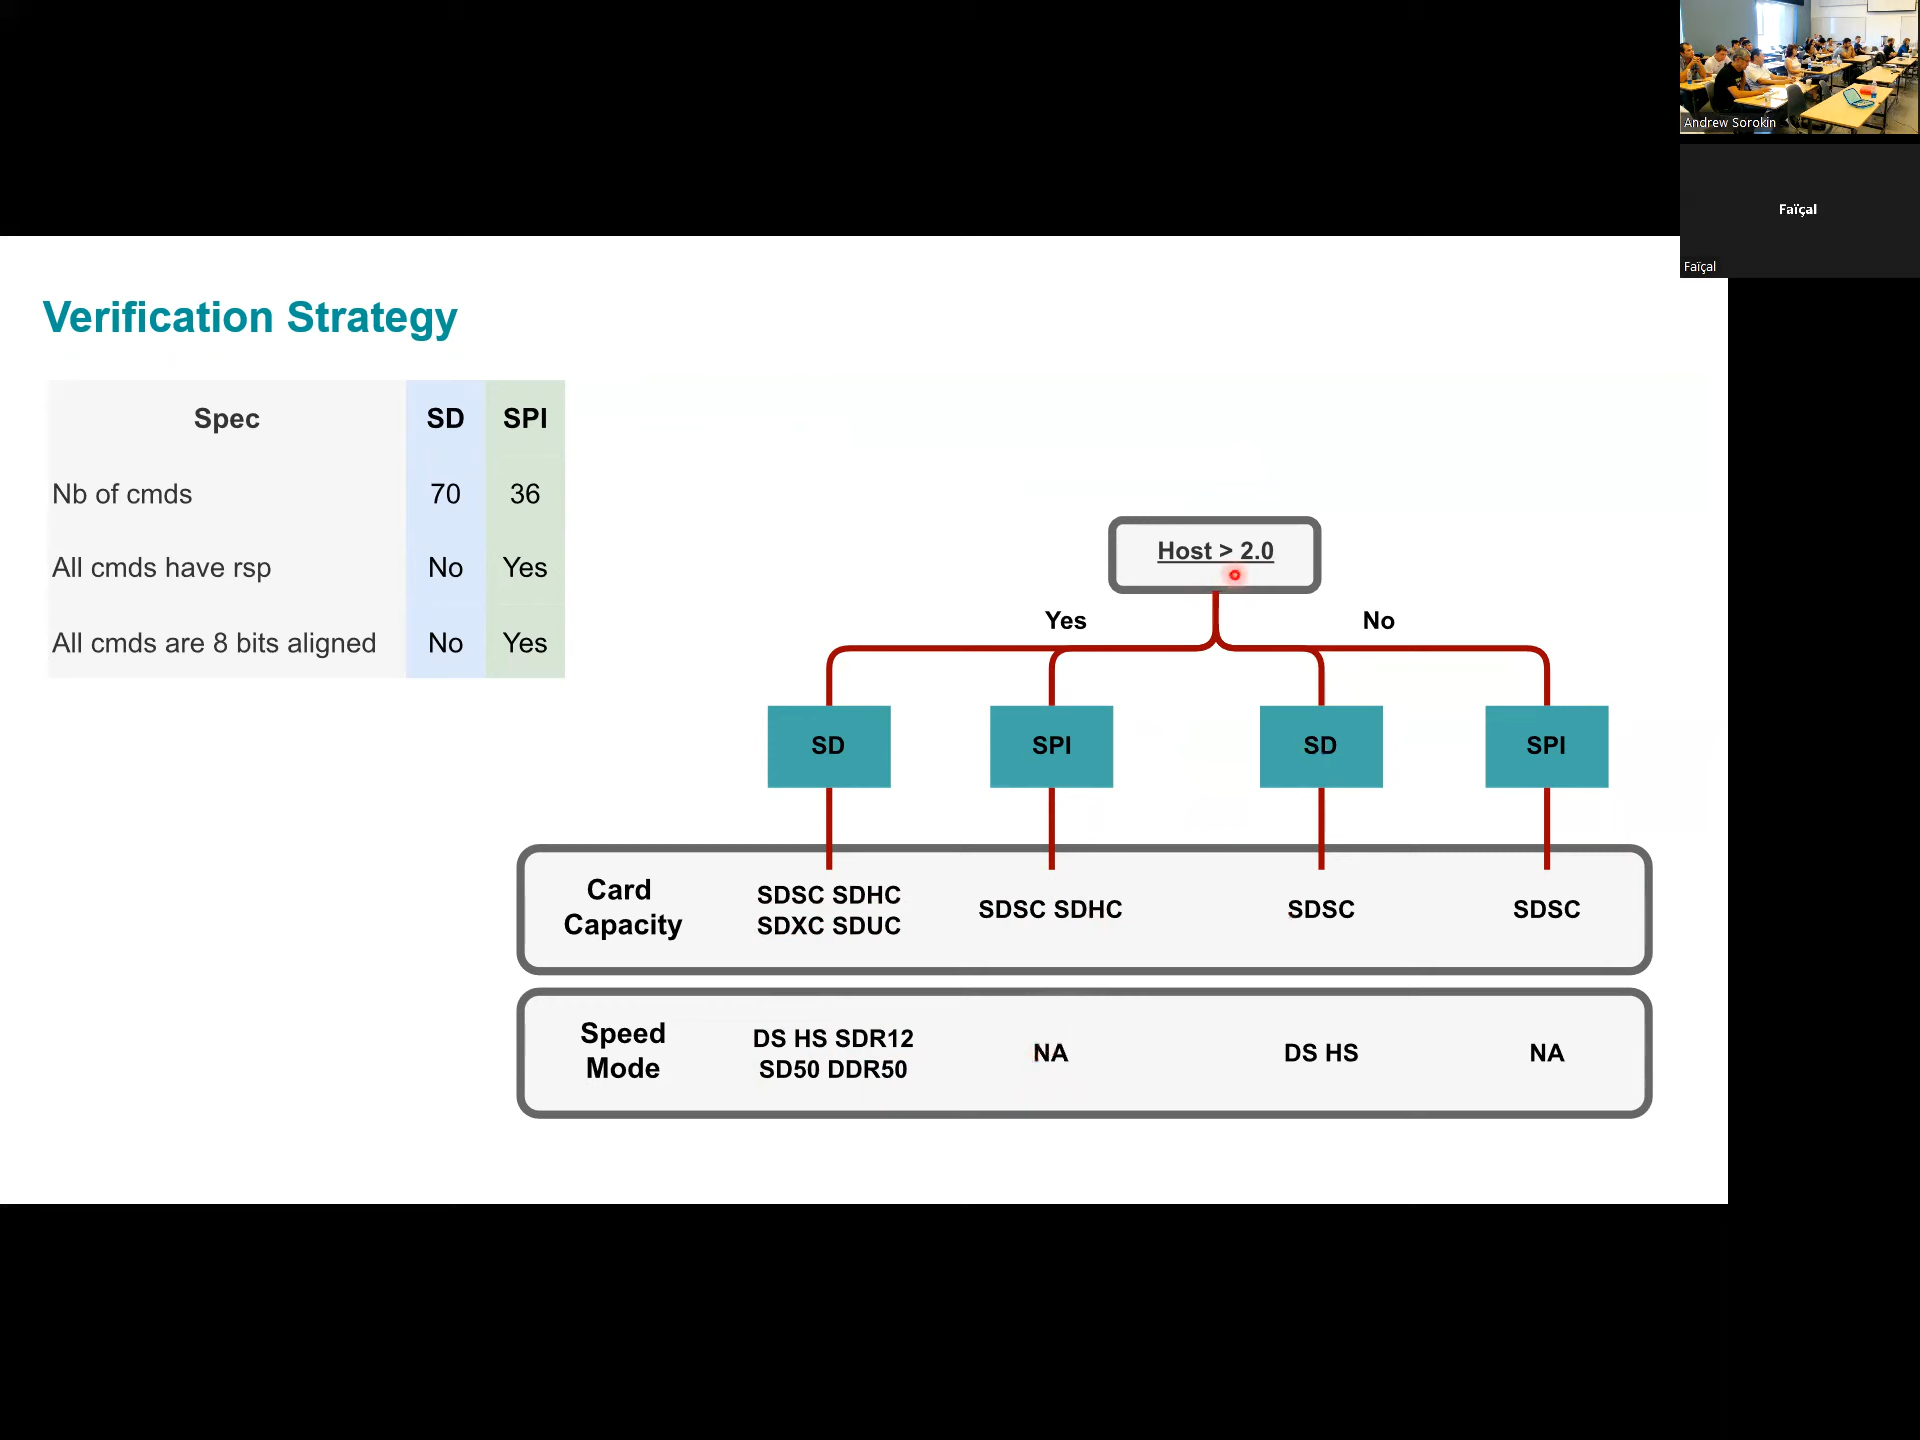 Andrew Sorokin
Faïçal
Faïçal
Verification Strategy
Spec SD SPI
Nb of cmds 70 36
All cmds have rsp No Yes
All cmds are 8 bits aligned No Yes
Host > 2.0
Yes No
SD SPI SD SPI
Card
Capacity
SDSC SDHC
SDXC SDUC
SDSC SDHC
SDSC
SDSC
Speed
Mode
DS HS SDR12
SD50 DDR50
NA
DS HS
NA